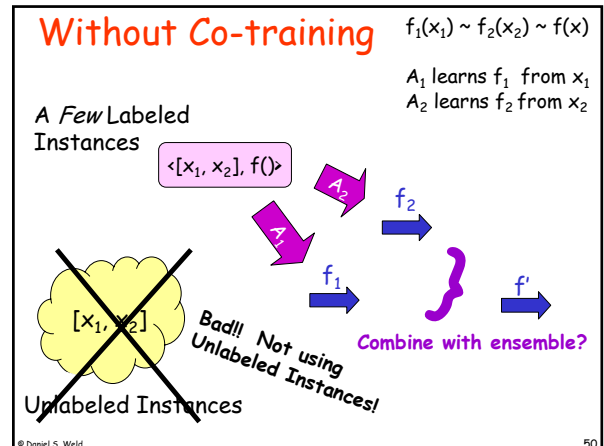 Without Co-training
f₁(x₁) ~ f₂(x₂) ~ f(x)
A₁ learns f₁ from x₁
A₂ learns f₂ from x₂
A Few Labeled
Instances
<[x₁, x₂], f()>
A₂
A₁
f₂
f₁
}
f'
[x₁, x₂]
Bad!! Not using
Unlabeled Instances!
Combine with ensemble?
Unlabeled Instances
© Daniel S. Weld
50